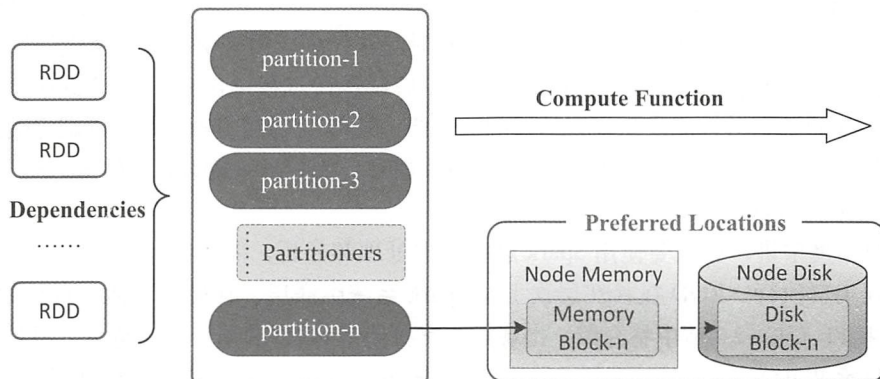 RDD
RDD
Dependencies
......
RDD
partition-1
partition-2
partition-3
Partitioners
partition-n
Compute Function
Preferred Locations
Node Memory
Memory
Block-n
Node Disk
Disk
Block-n